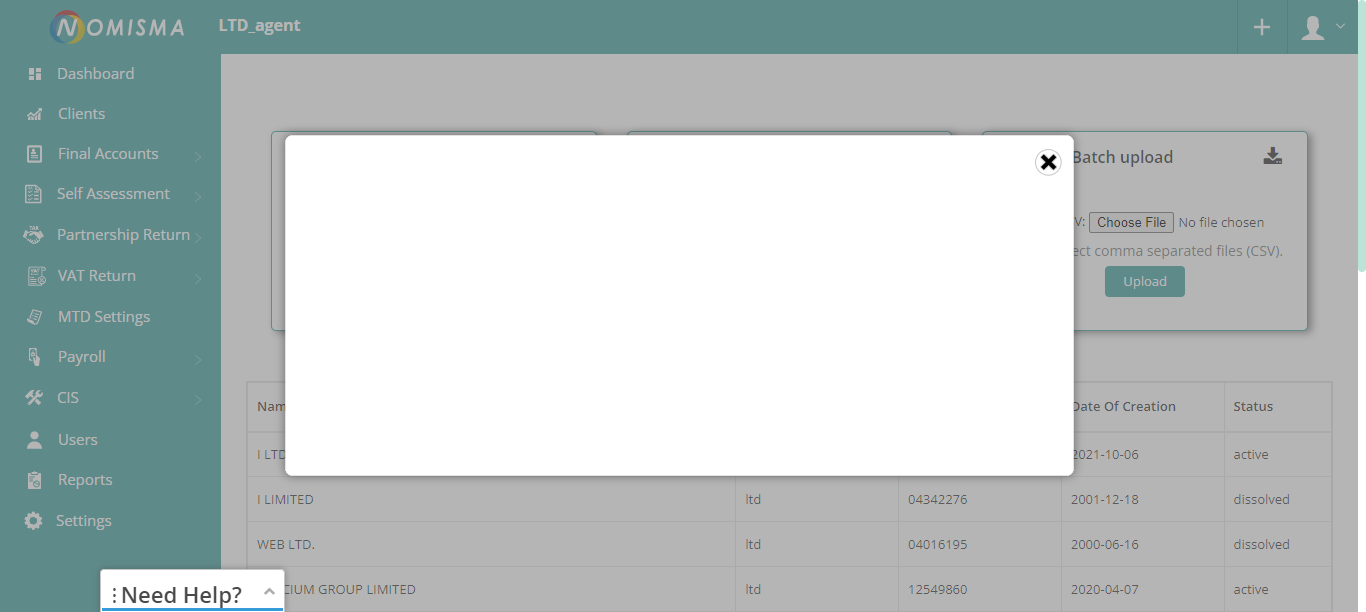 NOMISMA
LTD_agent
Dashboard
Clients
Final Accounts
Self Assessment
Partnership Return
VAT Return
MTD Settings
Payroll
CIS
Users
Reports
Settings
Batch upload
V: Choose File No file chosen
ect comma separated files (CSV).
Upload
Nam Date Of Creation Status
I LTD 2021-10-06 active
I LIMITED ltd 04342276 2001-12-18 dissolved
WEB LTD. ltd 04016195 2000-06-16 dissolved
CIUM GROUP LIMITED ltd 12549860 2020-04-07 active
Need Help?